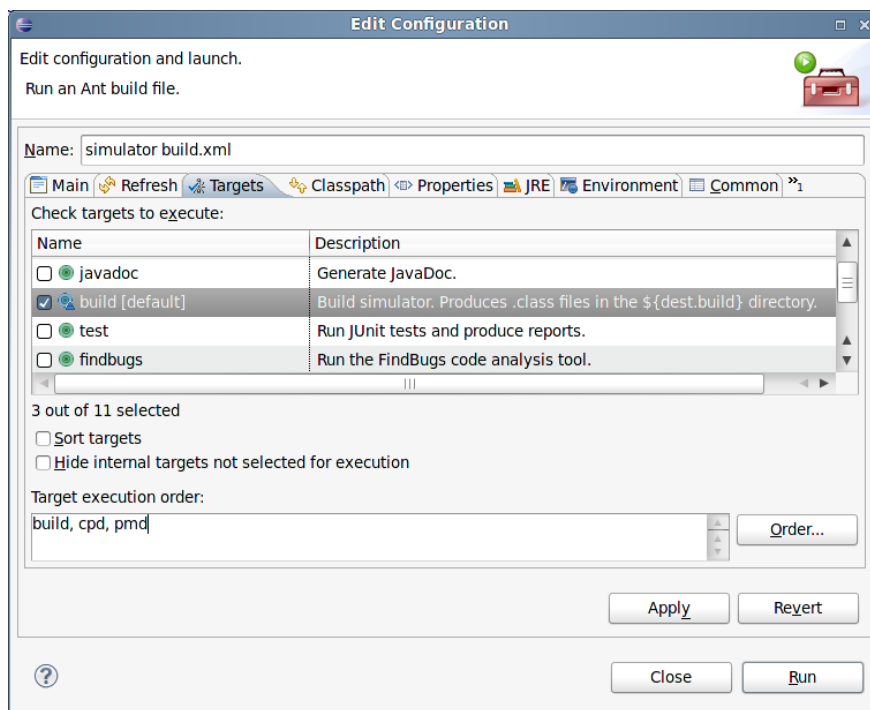 Edit Configuration
Edit configuration and launch.
Run an Ant build file.
Name: simulator build.xml
Main Refresh Targets Classpath Properties JRE Environment Common »1
Check targets to execute:
Name Description
javadoc Generate JavaDoc.
build [default] Build simulator. Produces .class files in the ${dest.build} directory.
test Run JUnit tests and produce reports.
findbugs Run the FindBugs code analysis tool.
3 out of 11 selected
Sort targets
Hide internal targets not selected for execution
Target execution order:
build, cpd, pmd
Order...
Apply Revert
? Close Run